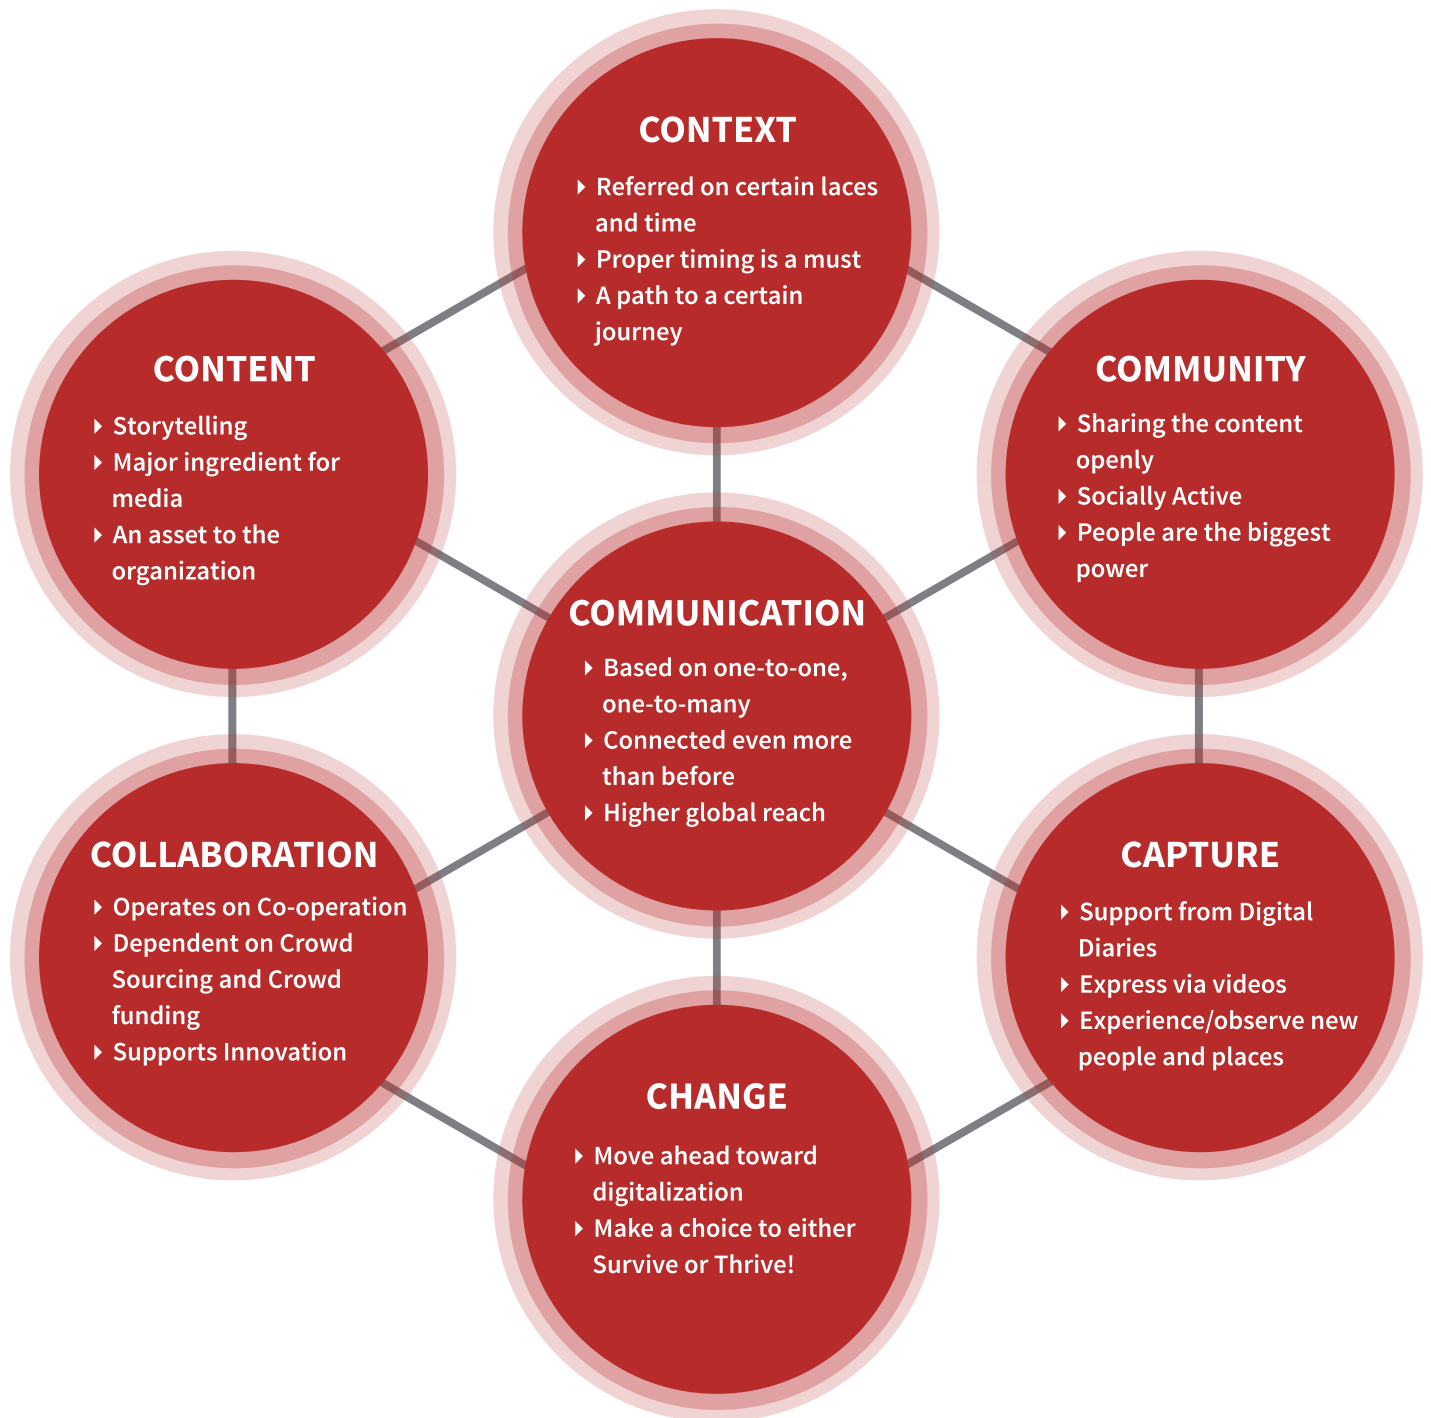 CONTEXT
Referred on certain laces
and time
Proper timing is a must
A path to a certain
journey
CONTENT
Storytelling
Major ingredient for
media
An asset to the
organization
COMMUNITY
Sharing the content
openly
Socially Active
People are the biggest
power
COMMUNICATION
Based on one-to-one,
one-to-many
Connected even more
than before
Higher global reach
COLLABORATION
Operates on Co-operation
Dependent on Crowd
Sourcing and Crowd
funding
Supports Innovation
CAPTURE
Support from Digital
Diaries
Express via videos
Experience/observe new
people and places
CHANGE
Move ahead toward
digitalization
Make a choice to either
Survive or Thrive!